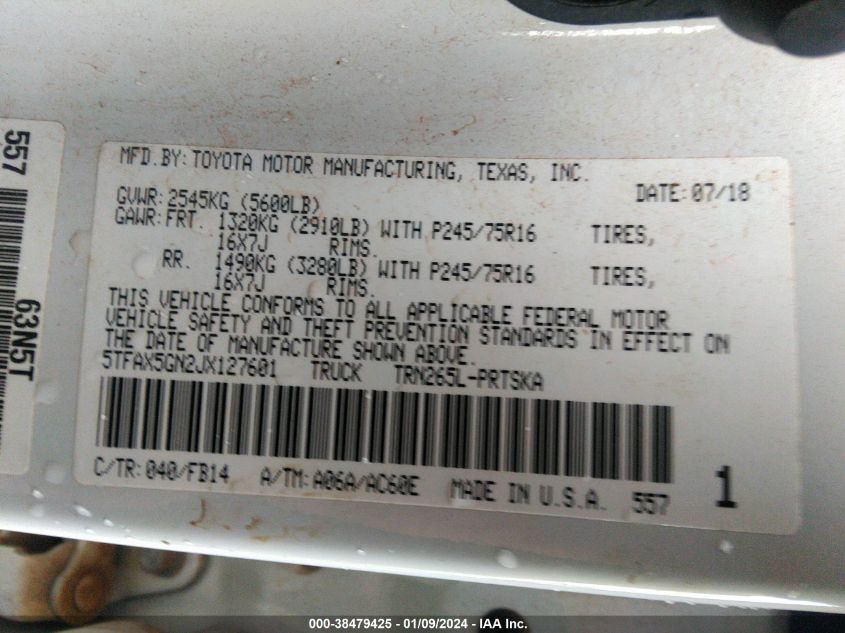 MFD.BY:TOYOTA MOTOR MANUFACTURING, TEXAS, INC.
DATE:07/18
GVWR:2545KG (5600LB)
GAWR:FRT. 1320KG (2910LB) WITH P245/75R16 TIRES,
16X7J RIMS.
RR. 1490KG (3280LB) WITH P245/75R16 TIRES,
16X7J RIMS.
THIS VEHICLE CONFORMS TO ALL APPLICABLE FEDERAL MOTOR
VEHICLE SAFETY AND THEFT PREVENTION STANDARDS IN EFFECT ON
THE DATE OF MANUFACTURE SHOWN ABOVE.
5TFAX5GN2JX127601 TRUCK TRN265L-PRTSKA
C/TR:040/FB14 A/TM:A06A/AC60E MADE IN U.S.A. 557 1
557
63N5T
000-38479425 - 01/09/2024 - IAA Inc.